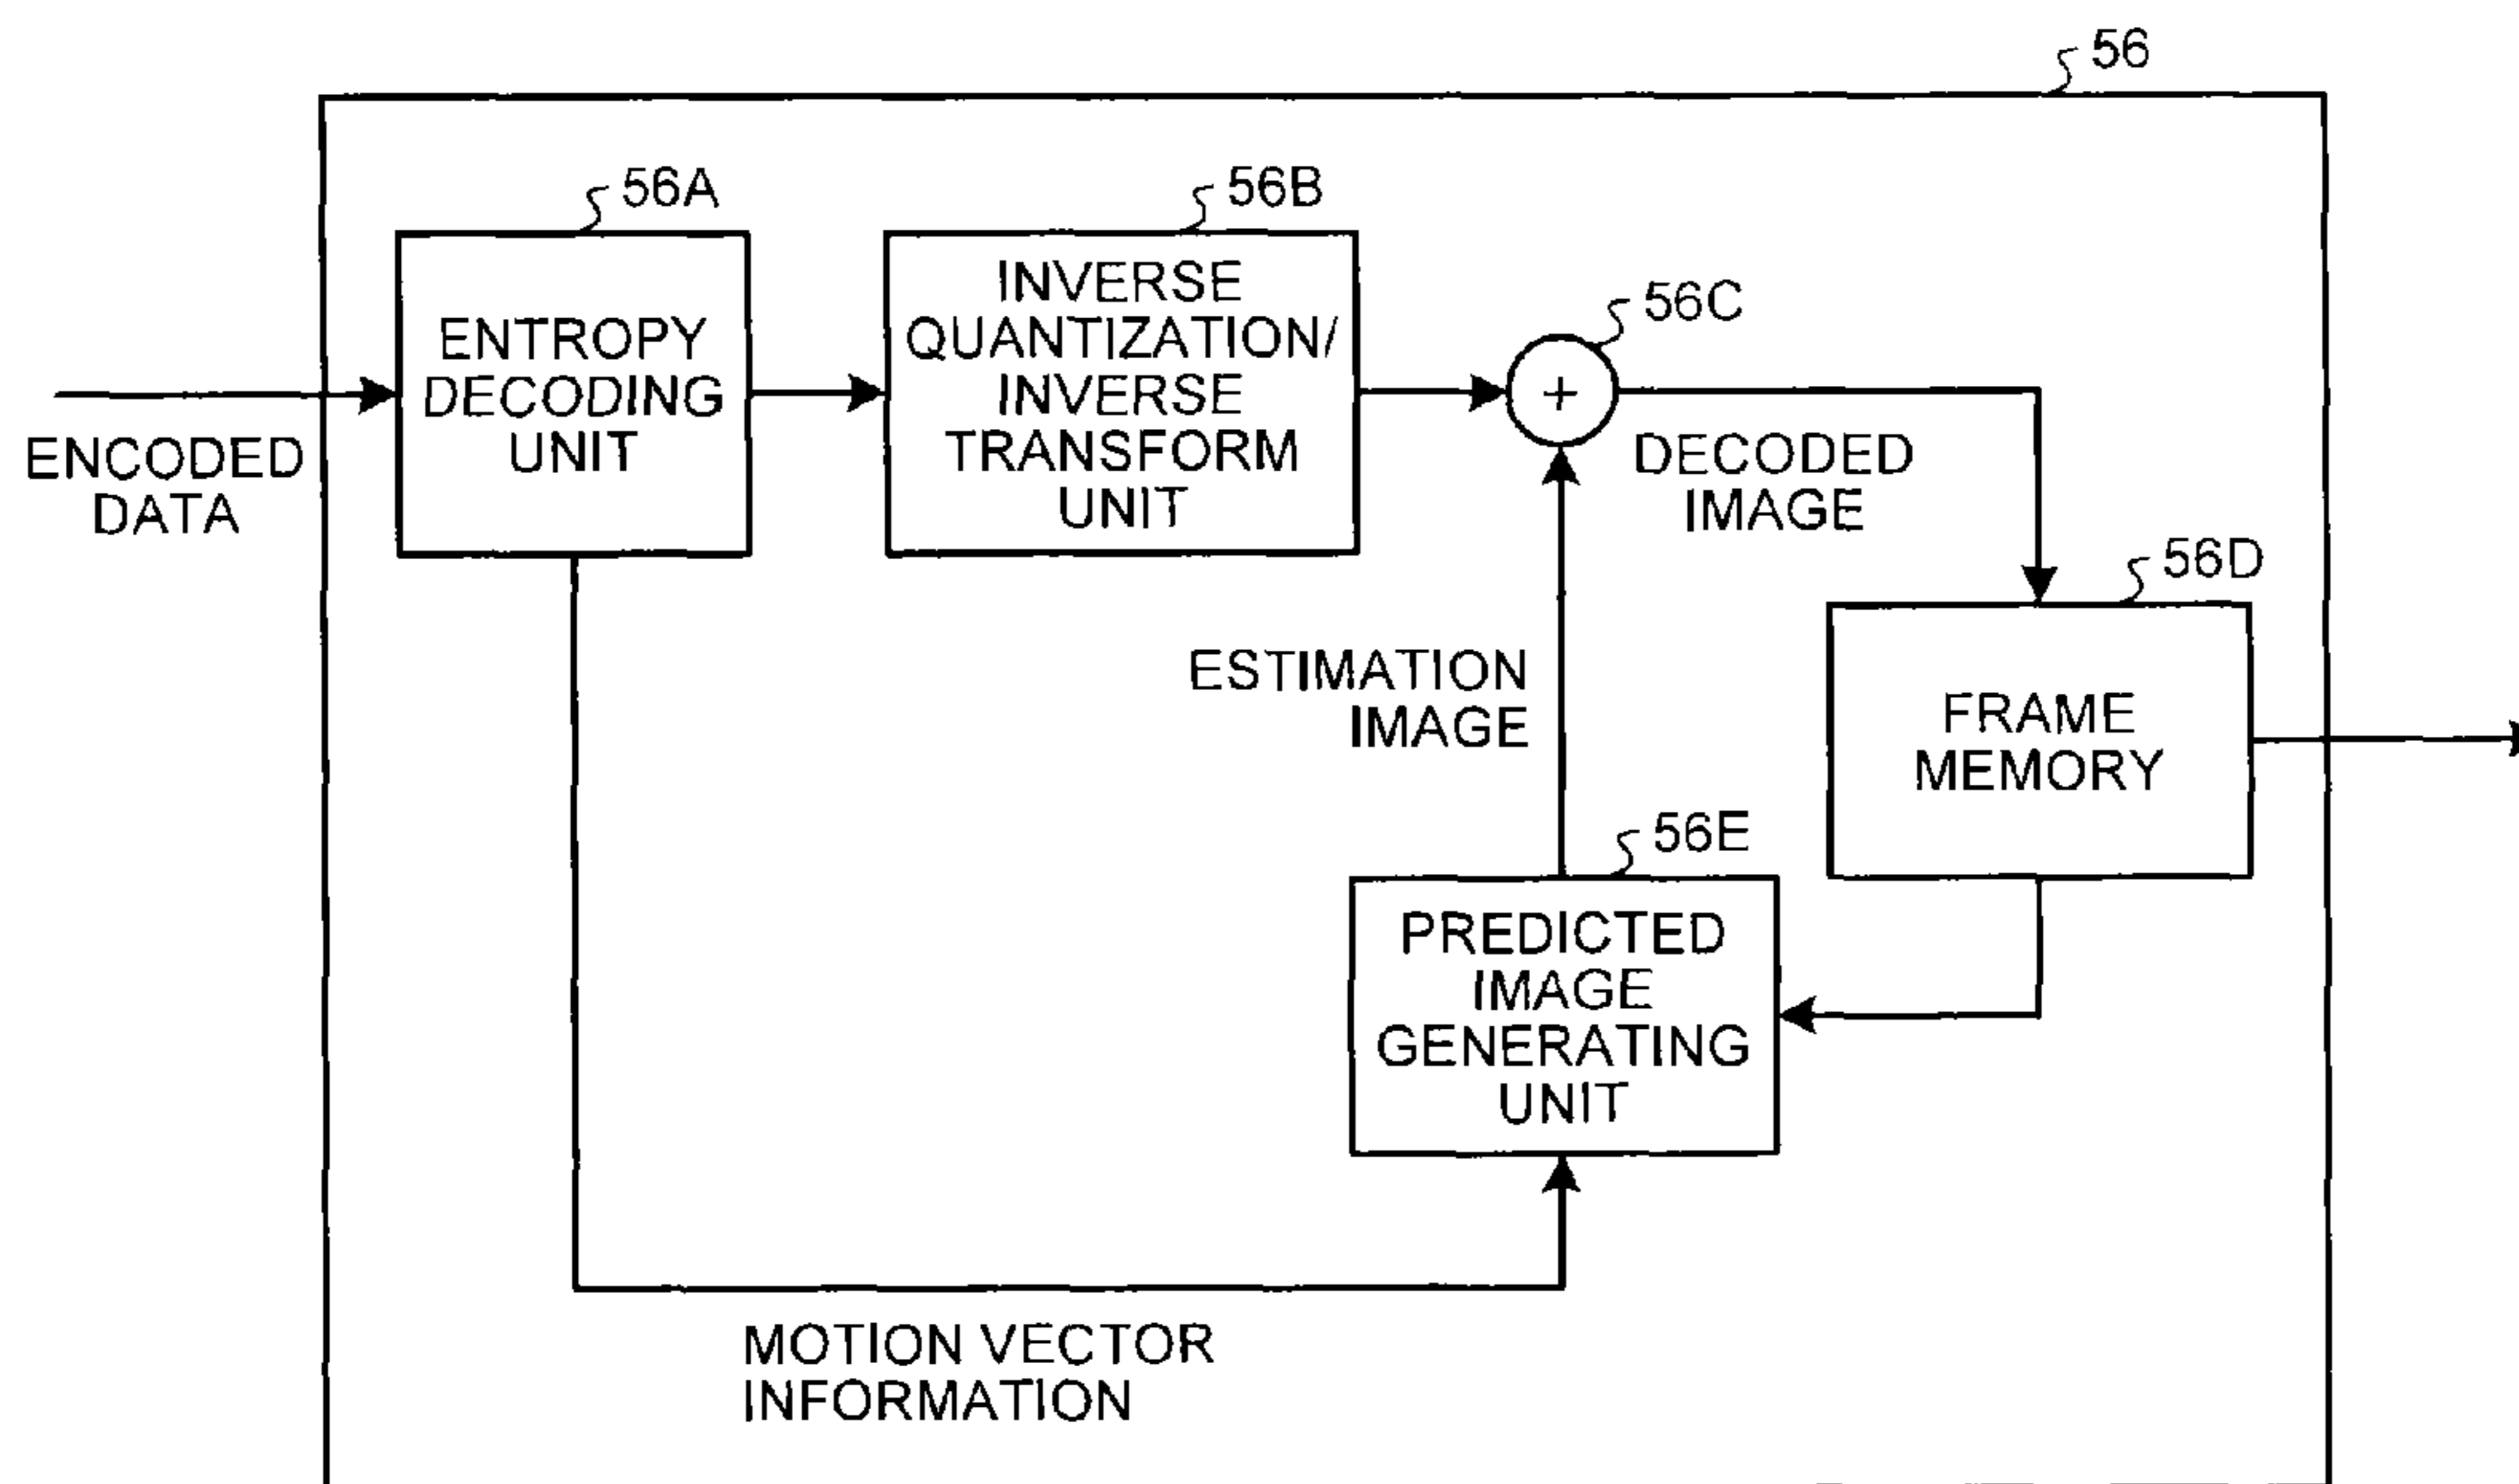 56
56A
56B
ENTROPY
DECODING
UNIT
INVERSE
QUANTIZATION/
INVERSE
TRANSFORM
UNIT
56C
+
ENCODED
DATA
DECODED
IMAGE
56D
ESTIMATION
IMAGE
FRAME
MEMORY
56E
PREDICTED
IMAGE
GENERATING
UNIT
MOTION VECTOR
INFORMATION